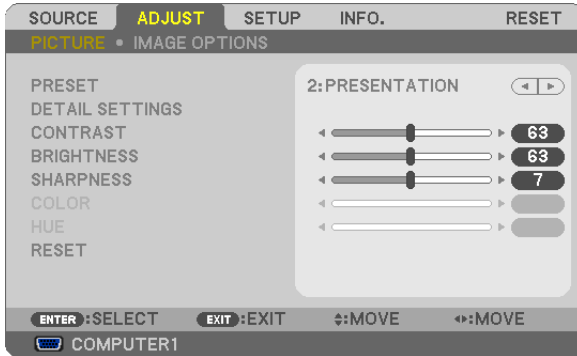 SOURCE ADJUST SETUP INFO. RESET
PICTURE • IMAGE OPTIONS
PRESET 2:PRESENTATION
DETAIL SETTINGS
CONTRAST 63
BRIGHTNESS 63
SHARPNESS 7
COLOR
HUE
RESET
ENTER :SELECT EXIT :EXIT :MOVE :MOVE
COMPUTER1